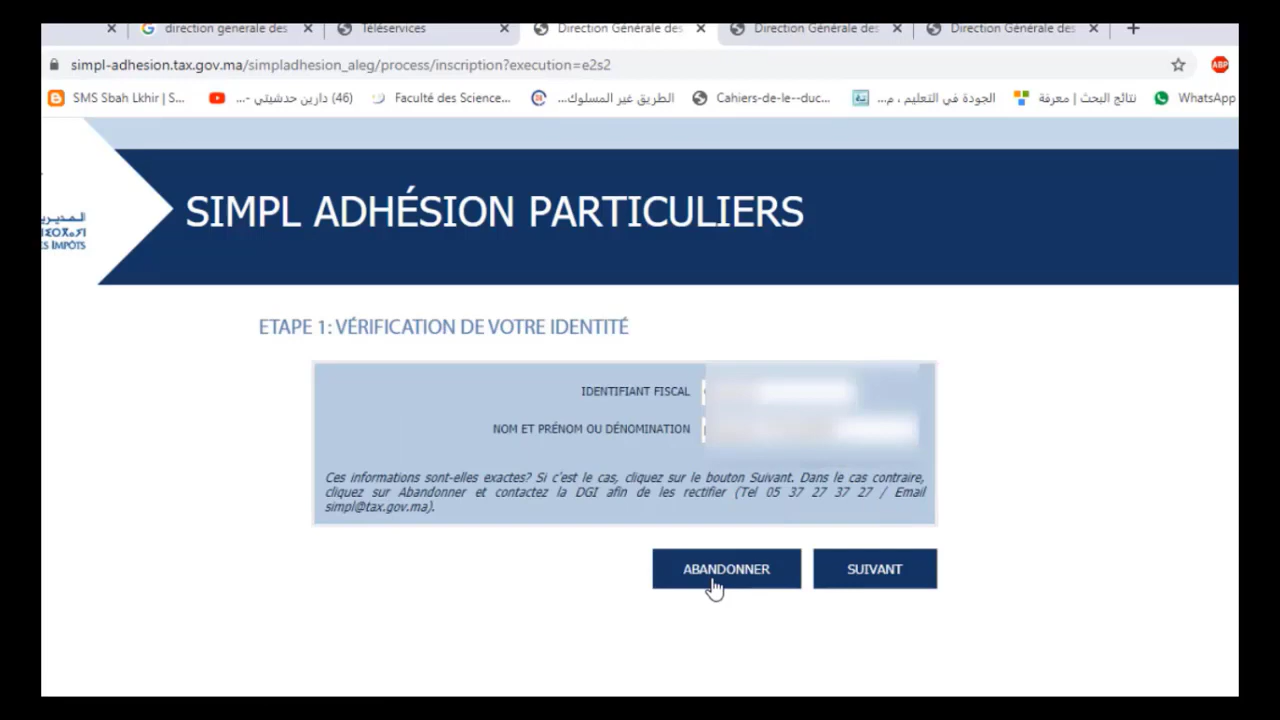 direction generale des
Téléservices
Direction Générale des
Direction Générale des
Direction Générale des
simpl-adhesion.tax.gov.ma/simpladhesion_aleg/process/inscription?execution=e2s2
ABP
SMS Sbah Lkhir | S...
(46) دارين حدشيتي -...
Faculté des Science...
الطريق غير المسلوك...
Cahiers-de-le--duc...
الجودة في التعليم ، م...
نتائج البحث | معرفة
WhatsApp
SIMPL ADHÉSION PARTICULIERS
المديري
S IMPÔTS
ETAPE 1: VÉRIFICATION DE VOTRE IDENTITÉ
IDENTIFIANT FISCAL
NOM ET PRÉNOM OU DÉNOMINATION
Ces informations sont-elles exactes? Si c'est le cas, cliquez sur le bouton Suivant. Dans le cas contraire,
cliquez sur Abandonner et contactez la DGI afin de les rectifier (Tel 05 37 27 37 27 / Email
simpl@tax.gov.ma).
ABANDONNER
SUIVANT